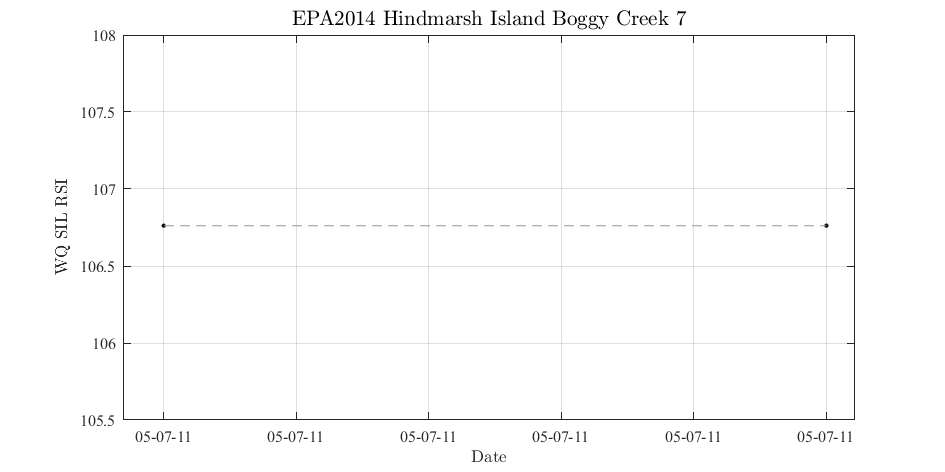 EPA2014 Hindmarsh Island Boggy Creek 7
WQ SIL RSI
108
107.5
107
106.5
106
105.5
05-07-11 05-07-11 05-07-11 05-07-11 05-07-11 05-07-11
Date